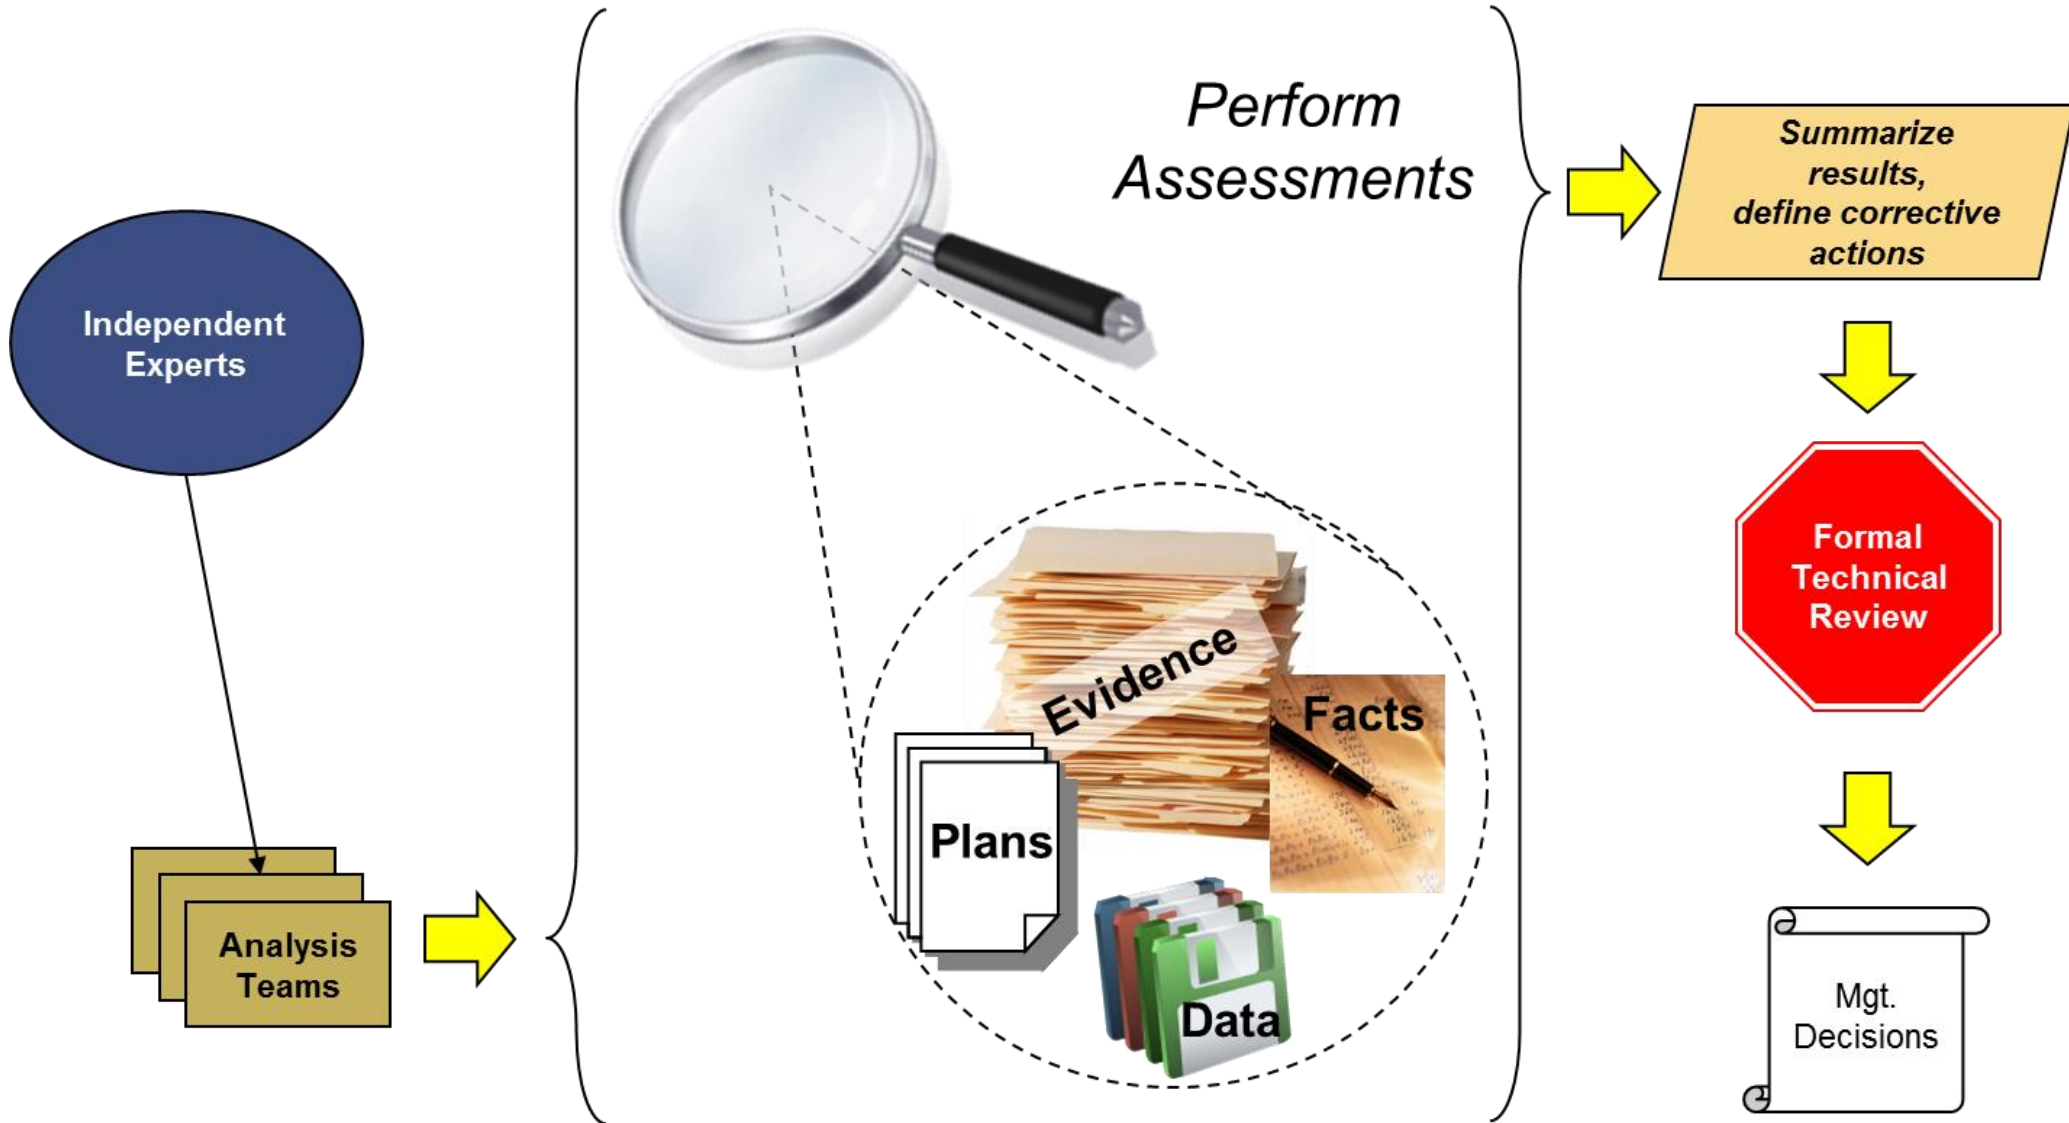 Independent
Experts
Analysis
Teams
Perform
Assessments
Evidence
Facts
Plans
Data
Summarize
results,
define corrective
actions
Formal
Technical
Review
Mgt.
Decisions